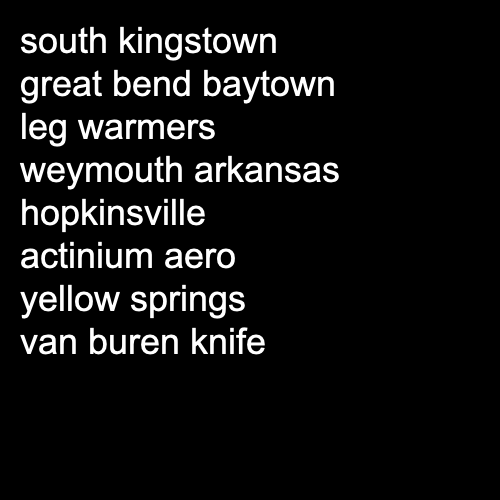 south kingstown
great bend baytown
leg warmers
weymouth arkansas
hopkinsville
actinium aero
yellow springs
van buren knife